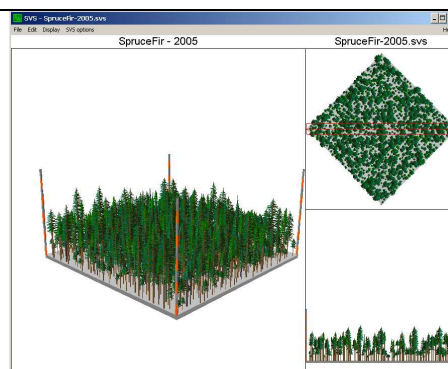 SVS - SpruceFir-2005.svs
File Edit Display SVS options
SpruceFir - 2005
SpruceFir-2005.svs